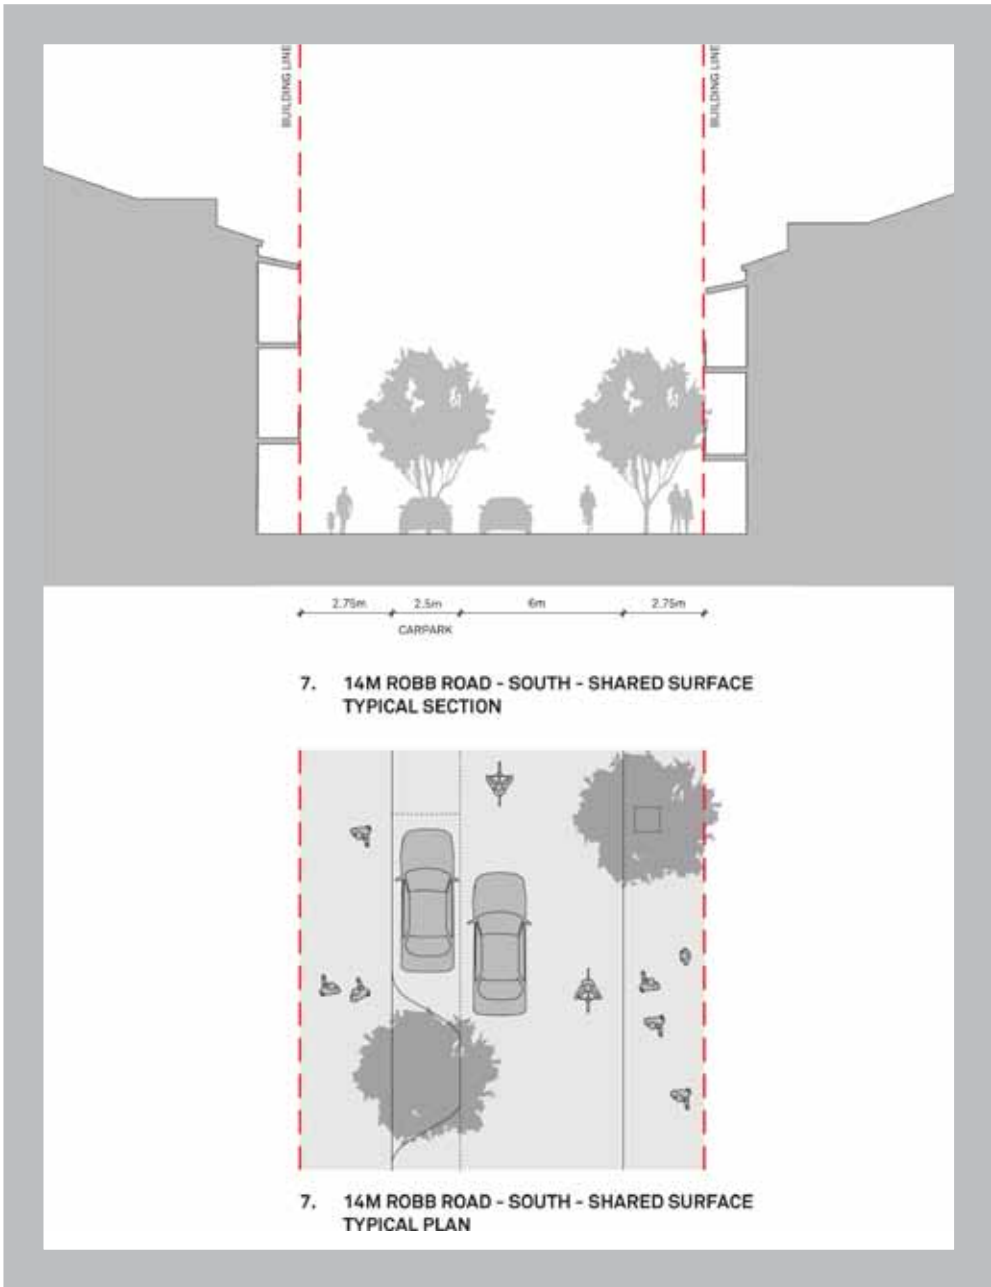 BUILDING LINE
BUILDING LINE
2.75m
2.5m
6m
2.75m
CARPARK
7. 14M ROBB ROAD - SOUTH - SHARED SURFACE
TYPICAL SECTION
7. 14M ROBB ROAD - SOUTH - SHARED SURFACE
TYPICAL PLAN